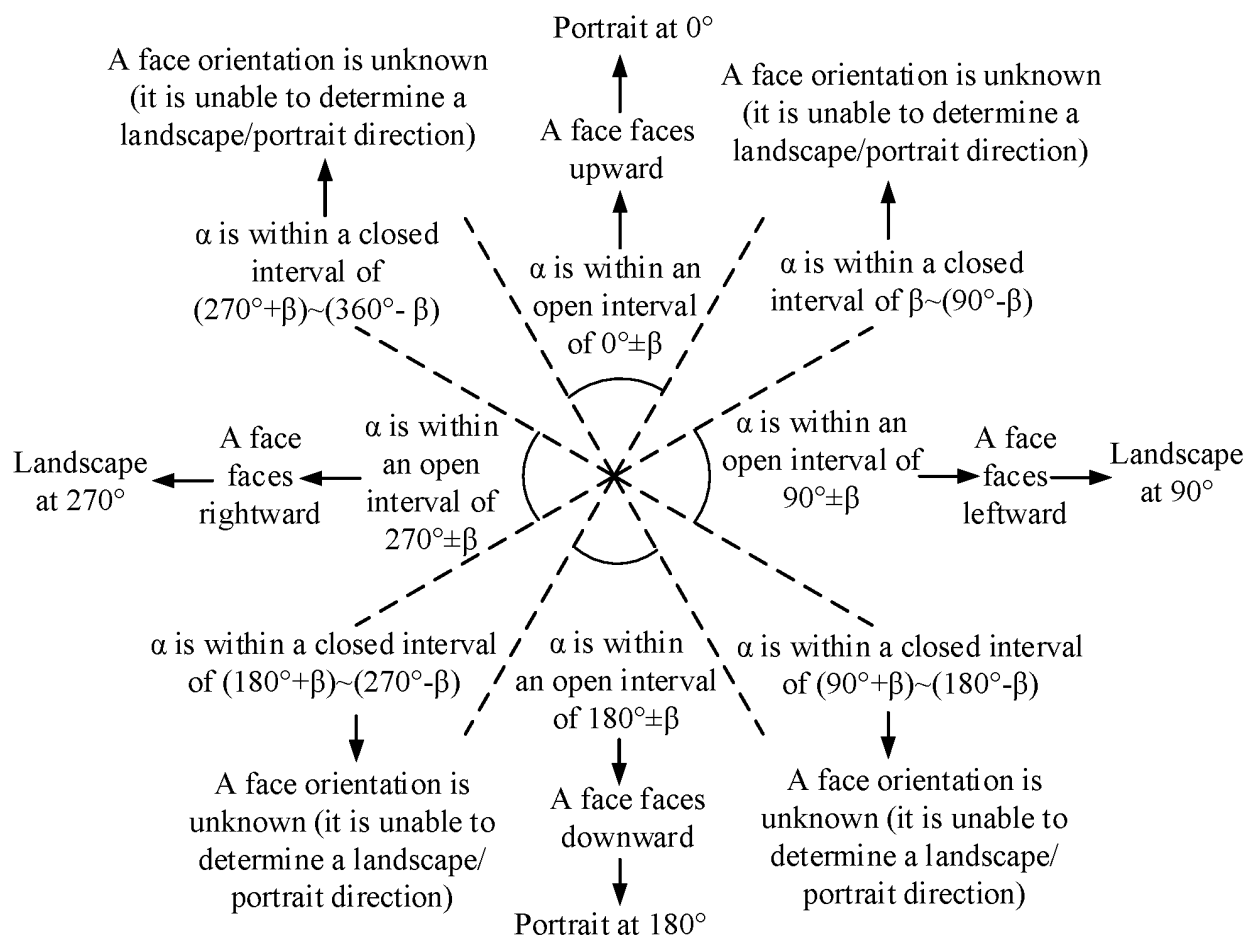 Portrait at 0°
A face faces
upward
α is within an
open interval
of 0°±β
A face orientation is unknown
(it is unable to determine a
landscape/portrait direction)
α is within a closed
interval of
(270°+β)~(360°- β)
A face orientation is unknown
(it is unable to determine a
landscape/portrait direction)
α is within a closed
interval of β~(90°-β)
Landscape
at 270°
A face
faces
rightward
α is within
an open
interval of
270°±β
α is within an
open interval of
90°±β
A face
faces
leftward
Landscape
at 90°
α is within a closed interval
of (180°+β)~(270°-β)
A face orientation is
unknown (it is unable to
determine a landscape/
portrait direction)
α is within
an open interval
of 180°±β
A face faces
downward
Portrait at 180°
α is within a closed interval
of (90°+β)~(180°-β)
A face orientation is
unknown (it is unable to
determine a landscape/
portrait direction)